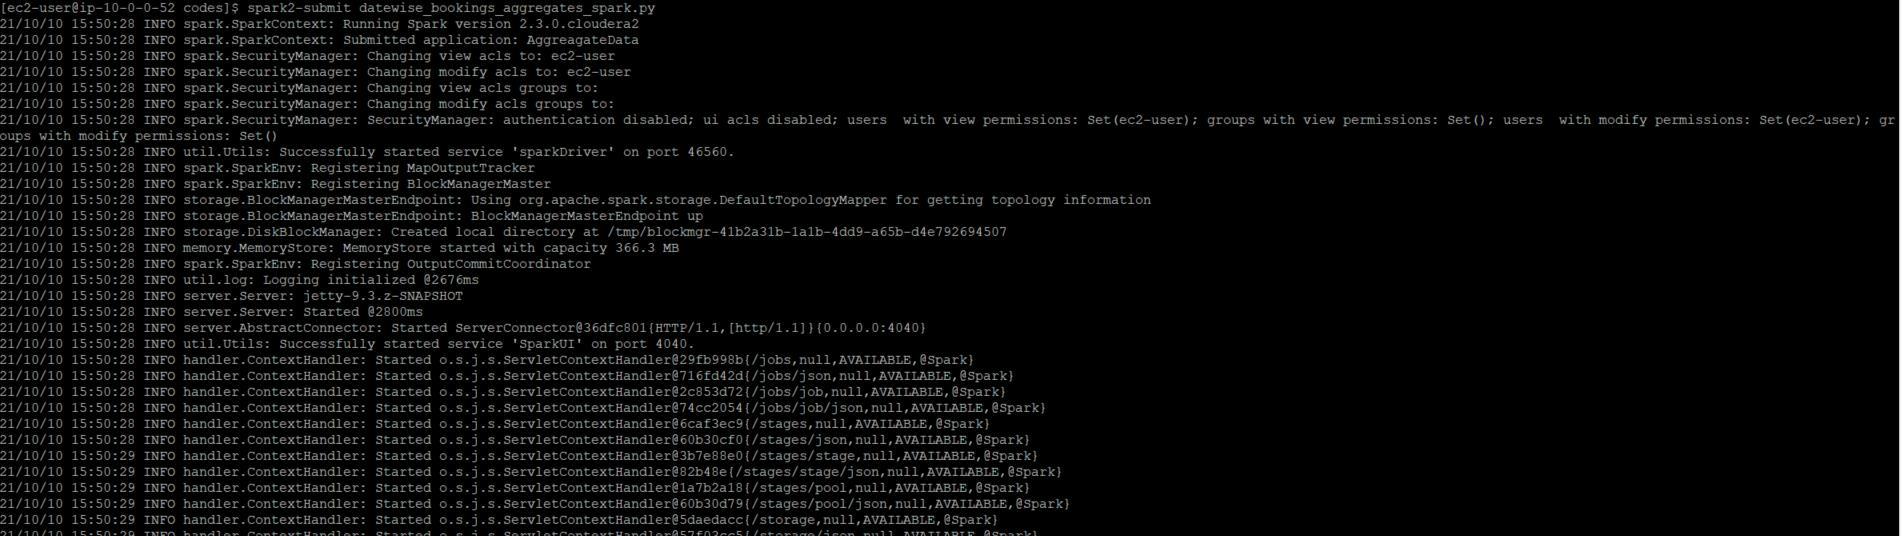 [ec2-user@ip-10-0-0-52 codes]$ spark2-submit datewise_bookings_aggregates_spark.py
21/10/10 15:50:28 INFO spark.SparkContext: Running Spark version 2.3.0.cloudera2
21/10/10 15:50:28 INFO spark.SparkContext: Submitted application: AggreagateData
21/10/10 15:50:28 INFO spark.SecurityManager: Changing view acls to: ec2-user
21/10/10 15:50:28 INFO spark.SecurityManager: Changing modify acls to: ec2-user
21/10/10 15:50:28 INFO spark.SecurityManager: Changing view acls groups to:
21/10/10 15:50:28 INFO spark.SecurityManager: Changing modify acls groups to:
21/10/10 15:50:28 INFO spark.SecurityManager: SecurityManager: authentication disabled; ui acls disabled; users  with view permissions: Set(ec2-user); groups with view permissions: Set(); users  with modify permissions: Set(ec2-user); gr
oups with modify permissions: Set()
21/10/10 15:50:28 INFO util.Utils: Successfully started service 'sparkDriver' on port 46560.
21/10/10 15:50:28 INFO spark.SparkEnv: Registering MapOutputTracker
21/10/10 15:50:28 INFO spark.SparkEnv: Registering BlockManagerMaster
21/10/10 15:50:28 INFO storage.BlockManagerMasterEndpoint: Using org.apache.spark.storage.DefaultTopologyMapper for getting topology information
21/10/10 15:50:28 INFO storage.BlockManagerMasterEndpoint: BlockManagerMasterEndpoint up
21/10/10 15:50:28 INFO storage.DiskBlockManager: Created local directory at /tmp/blockmgr-41b2a31b-1a1b-4dd9-a65b-d4e792694507
21/10/10 15:50:28 INFO memory.MemoryStore: MemoryStore started with capacity 366.3 MB
21/10/10 15:50:28 INFO spark.SparkEnv: Registering OutputCommitCoordinator
21/10/10 15:50:28 INFO util.log: Logging initialized @2676ms
21/10/10 15:50:28 INFO server.Server: jetty-9.3.z-SNAPSHOT
21/10/10 15:50:28 INFO server.Server: Started @2800ms
21/10/10 15:50:28 INFO server.AbstractConnector: Started ServerConnector@36dfc801{HTTP/1.1,[http/1.1]}{0.0.0.0:4040}
21/10/10 15:50:28 INFO util.Utils: Successfully started service 'SparkUI' on port 4040.
21/10/10 15:50:28 INFO handler.ContextHandler: Started o.s.j.s.ServletContextHandler@29fb998b{/jobs,null,AVAILABLE,@Spark}
21/10/10 15:50:28 INFO handler.ContextHandler: Started o.s.j.s.ServletContextHandler@716fd42d{/jobs/json,null,AVAILABLE,@Spark}
21/10/10 15:50:28 INFO handler.ContextHandler: Started o.s.j.s.ServletContextHandler@2c853d72{/jobs/job,null,AVAILABLE,@Spark}
21/10/10 15:50:28 INFO handler.ContextHandler: Started o.s.j.s.ServletContextHandler@74cc2054{/jobs/job/json,null,AVAILABLE,@Spark}
21/10/10 15:50:28 INFO handler.ContextHandler: Started o.s.j.s.ServletContextHandler@6caf3ec9{/stages,null,AVAILABLE,@Spark}
21/10/10 15:50:28 INFO handler.ContextHandler: Started o.s.j.s.ServletContextHandler@60b30cf0{/stages/json,null,AVAILABLE,@Spark}
21/10/10 15:50:29 INFO handler.ContextHandler: Started o.s.j.s.ServletContextHandler@3b7e88e0{/stages/stage,null,AVAILABLE,@Spark}
21/10/10 15:50:29 INFO handler.ContextHandler: Started o.s.j.s.ServletContextHandler@82b48e{/stages/stage/json,null,AVAILABLE,@Spark}
21/10/10 15:50:29 INFO handler.ContextHandler: Started o.s.j.s.ServletContextHandler@1a7b2a18{/stages/pool,null,AVAILABLE,@Spark}
21/10/10 15:50:29 INFO handler.ContextHandler: Started o.s.j.s.ServletContextHandler@60b30d79{/stages/pool/json,null,AVAILABLE,@Spark}
21/10/10 15:50:29 INFO handler.ContextHandler: Started o.s.j.s.ServletContextHandler@5daedacc{/storage,null,AVAILABLE,@Spark}
21/10/10 15:50:29 INFO handler.ContextHandler: Started o.s.j.s.ServletContextHandler@57f03cc5{/storage/json,null,AVAILABLE,@Spark}